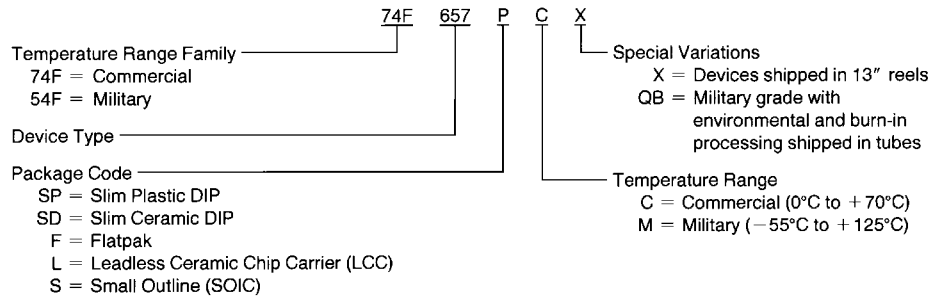 74F 657 P C X
Temperature Range Family
74F = Commercial
54F = Military
Device Type
Package Code
SP = Slim Plastic DIP
SD = Slim Ceramic DIP
F = Flatpak
L = Leadless Ceramic Chip Carrier (LCC)
S = Small Outline (SOIC)
Special Variations
X = Devices shipped in 13″ reels
QB = Military grade with
environmental and burn-in
processing shipped in tubes
Temperature Range
C = Commercial (0°C to +70°C)
M = Military (−55°C to +125°C)